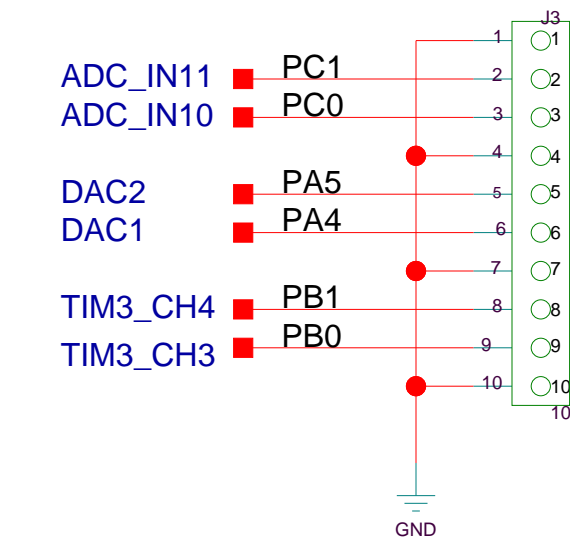 J3
1 1
ADC_IN11 PC1 2 2
ADC_IN10 PC0 3 3
4 4
DAC2 PA5 5 5
DAC1 PA4 6 6
7 7
TIM3_CH4 PB1 8 8
TIM3_CH3 PB0 9 9
10 10
10
GND